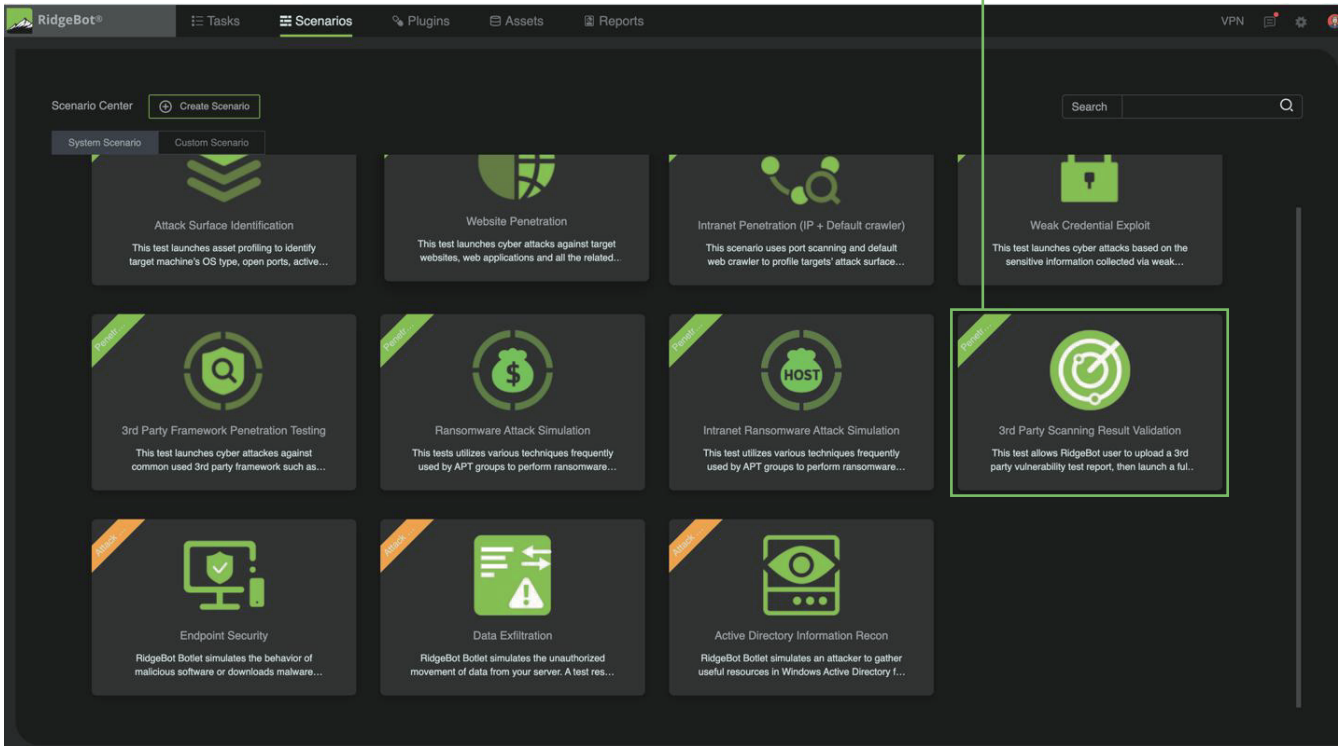 RidgeBot®
Tasks
Scenarios
Plugins
Assets
Reports
VPN
Scenario Center
Create Scenario
Search
System Scenario
Custom Scenario
Attack Surface Identification
This test launches asset profiling to identify
target machine's OS type, open ports, active...
Website Penetration
This test launches cyber attacks against target
websites, web applications and all the related...
Intranet Penetration (IP + Default crawler)
This scenario uses port scanning and default
web crawler to profile targets' attack surface...
Weak Credential Exploit
This test launches cyber attacks based on the
sensitive information collected via weak...
Penetr...
3rd Party Framework Penetration Testing
This test launches cyber attackes against
common used 3rd party framework such as...
Penetr...
$
Ransomware Attack Simulation
This tests utilizes various techniques frequently
used by APT groups to perform ransomware...
Penetr...
HOST
Intranet Ransomware Attack Simulation
This test utilizes various techniques frequently
used by APT groups to perform ransomware...
Penetr...
3rd Party Scanning Result Validation
This test allows RidgeBot user to upload a 3rd
party vulnerability test report, then launch a ful..
Attack ...
Endpoint Security
RidgeBot Botlet simulates the behavior of
malicious software or downloads malware...
Attack ...
Data Exfiltration
RidgeBot Botlet simulates the unauthorized
movement of data from your server. A test res...
Attack ...
Active Directory Information Recon
RidgeBot Botlet simulates an attacker to gather
useful resources in Windows Active Directory f...